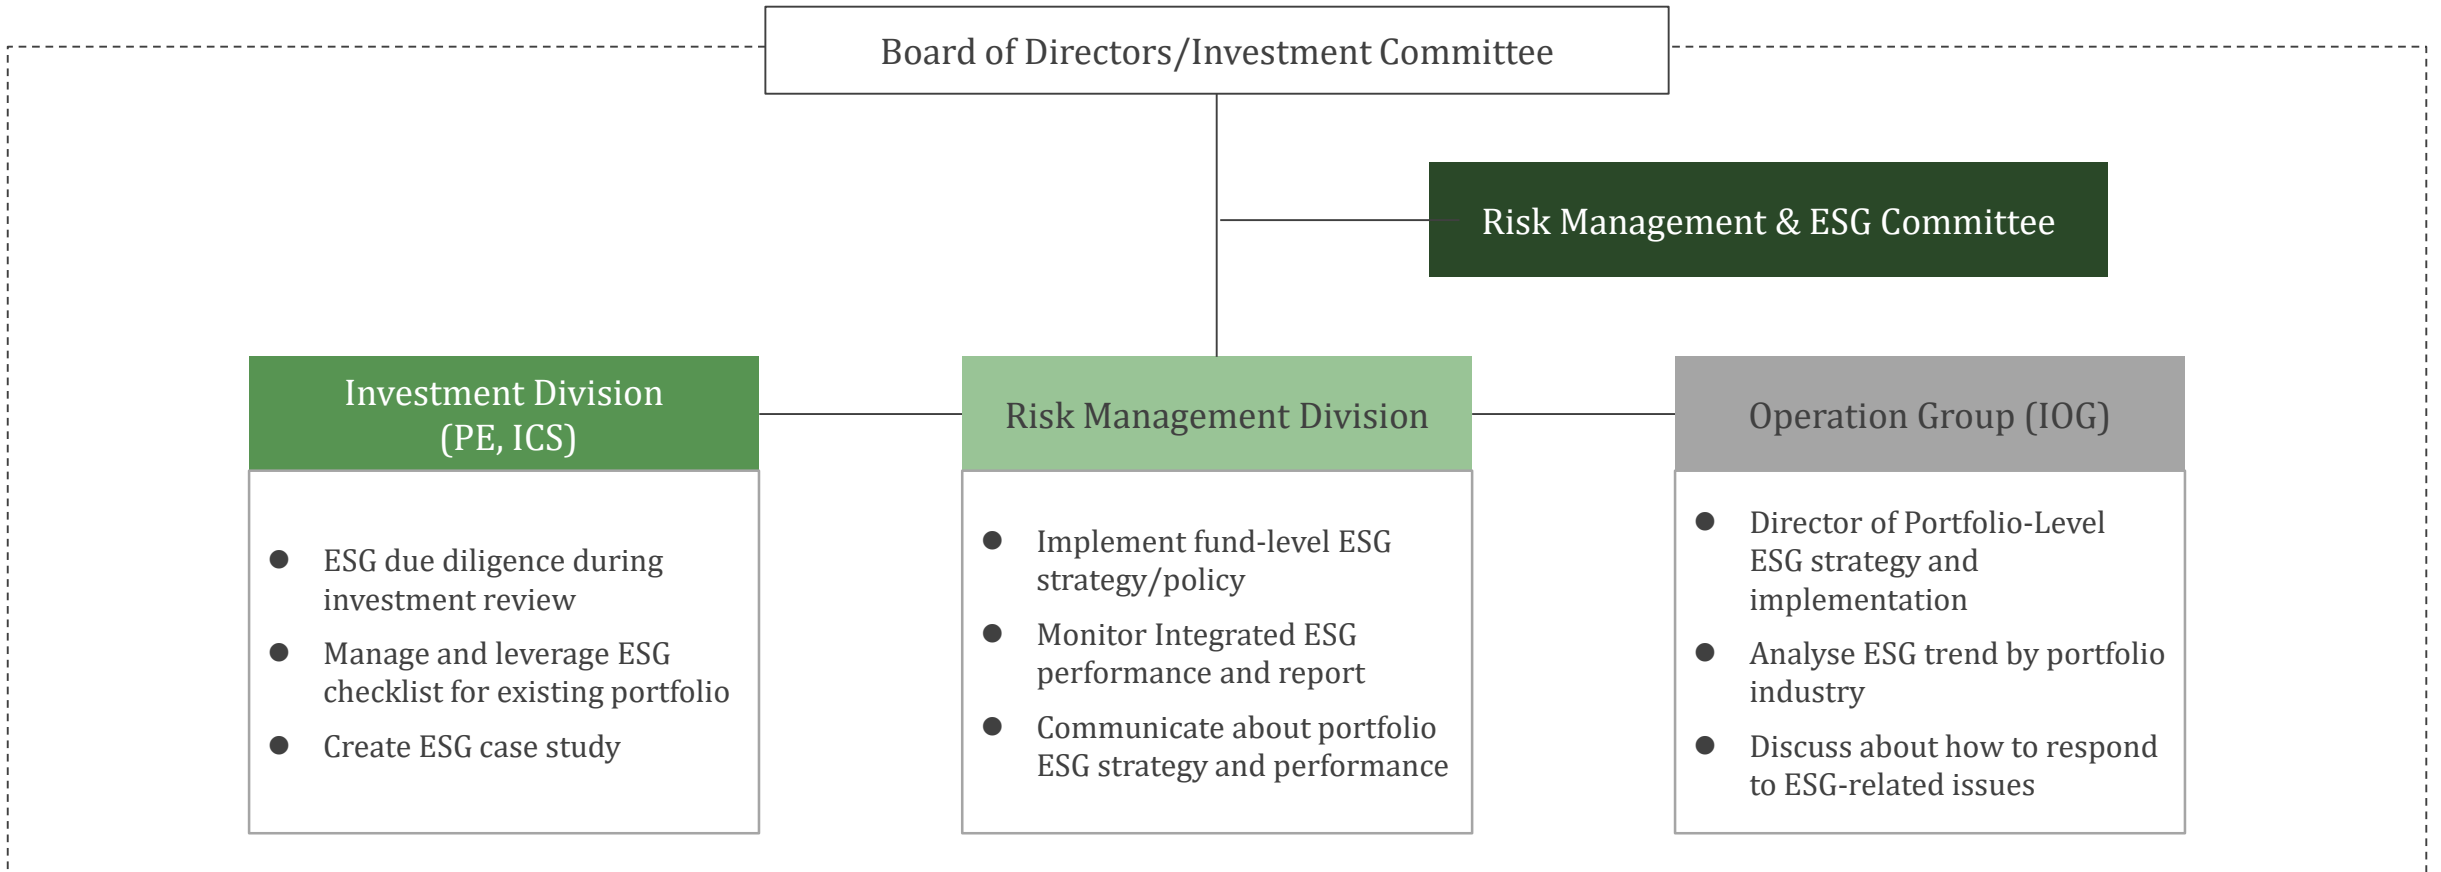 Board of Directors/Investment Committee
Risk Management & ESG Committee
Investment Division
(PE, ICS)
● ESG due diligence during
investment review
● Manage and leverage ESG
checklist for existing portfolio
● Create ESG case study
Risk Management Division
● Implement fund-level ESG
strategy/policy
● Monitor Integrated ESG
performance and report
● Communicate about portfolio
ESG strategy and performance
Operation Group (IOG)
● Director of Portfolio-Level
ESG strategy and
implementation
● Analyse ESG trend by portfolio
industry
● Discuss about how to respond
to ESG-related issues